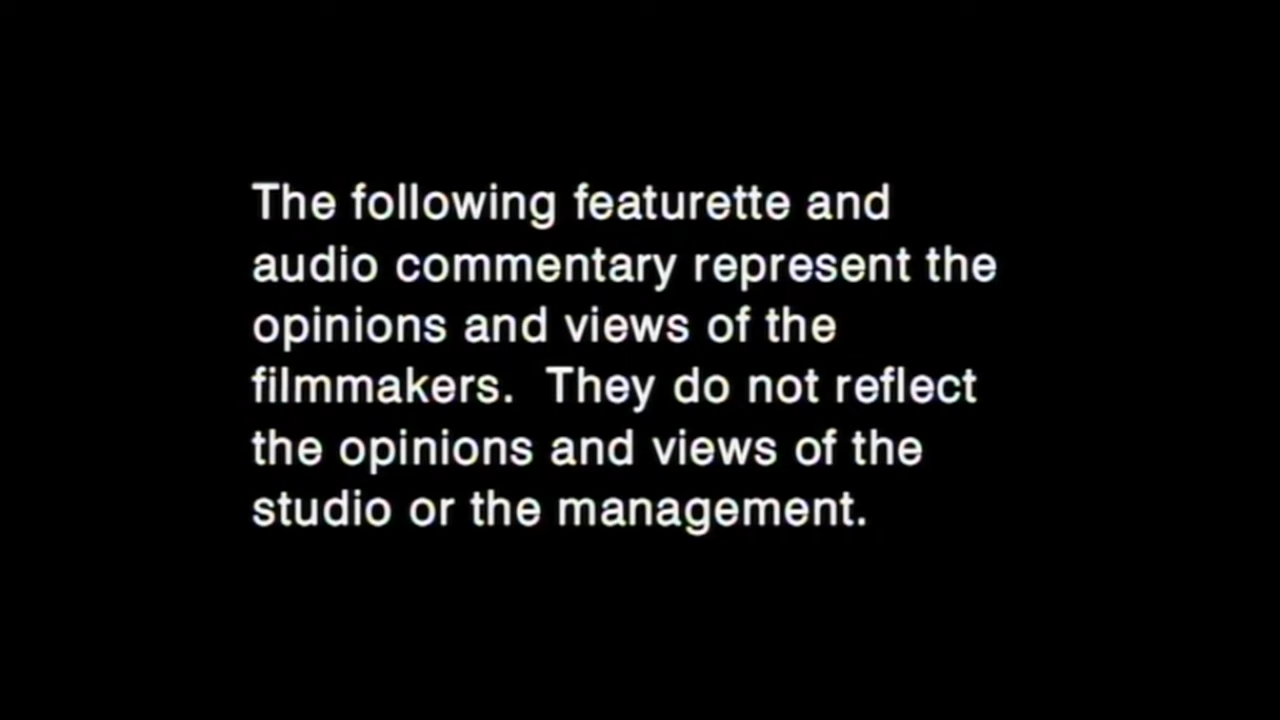 The following featurette and
audio commentary represent the
opinions and views of the
filmmakers.  They do not reflect
the opinions and views of the
studio or the management.